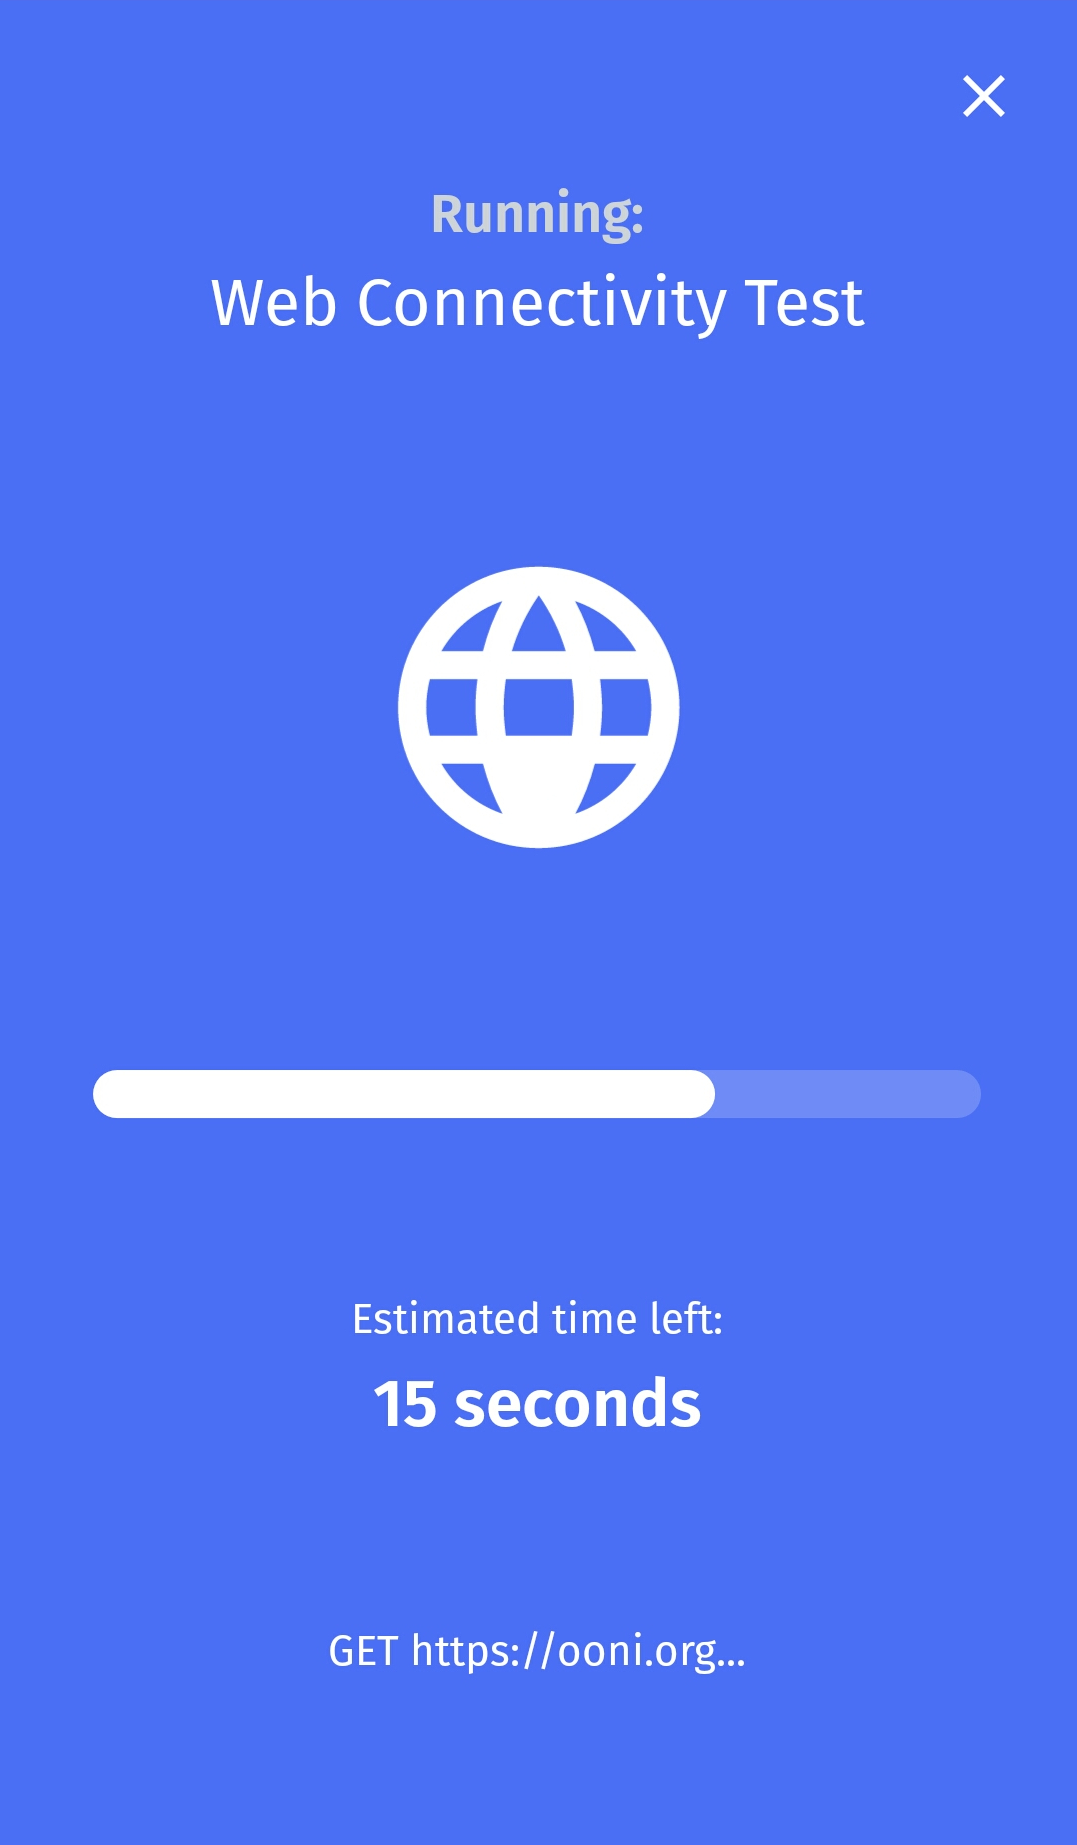 Running:
Web Connectivity Test
Estimated time left:
15 seconds
GET https://ooni.org...